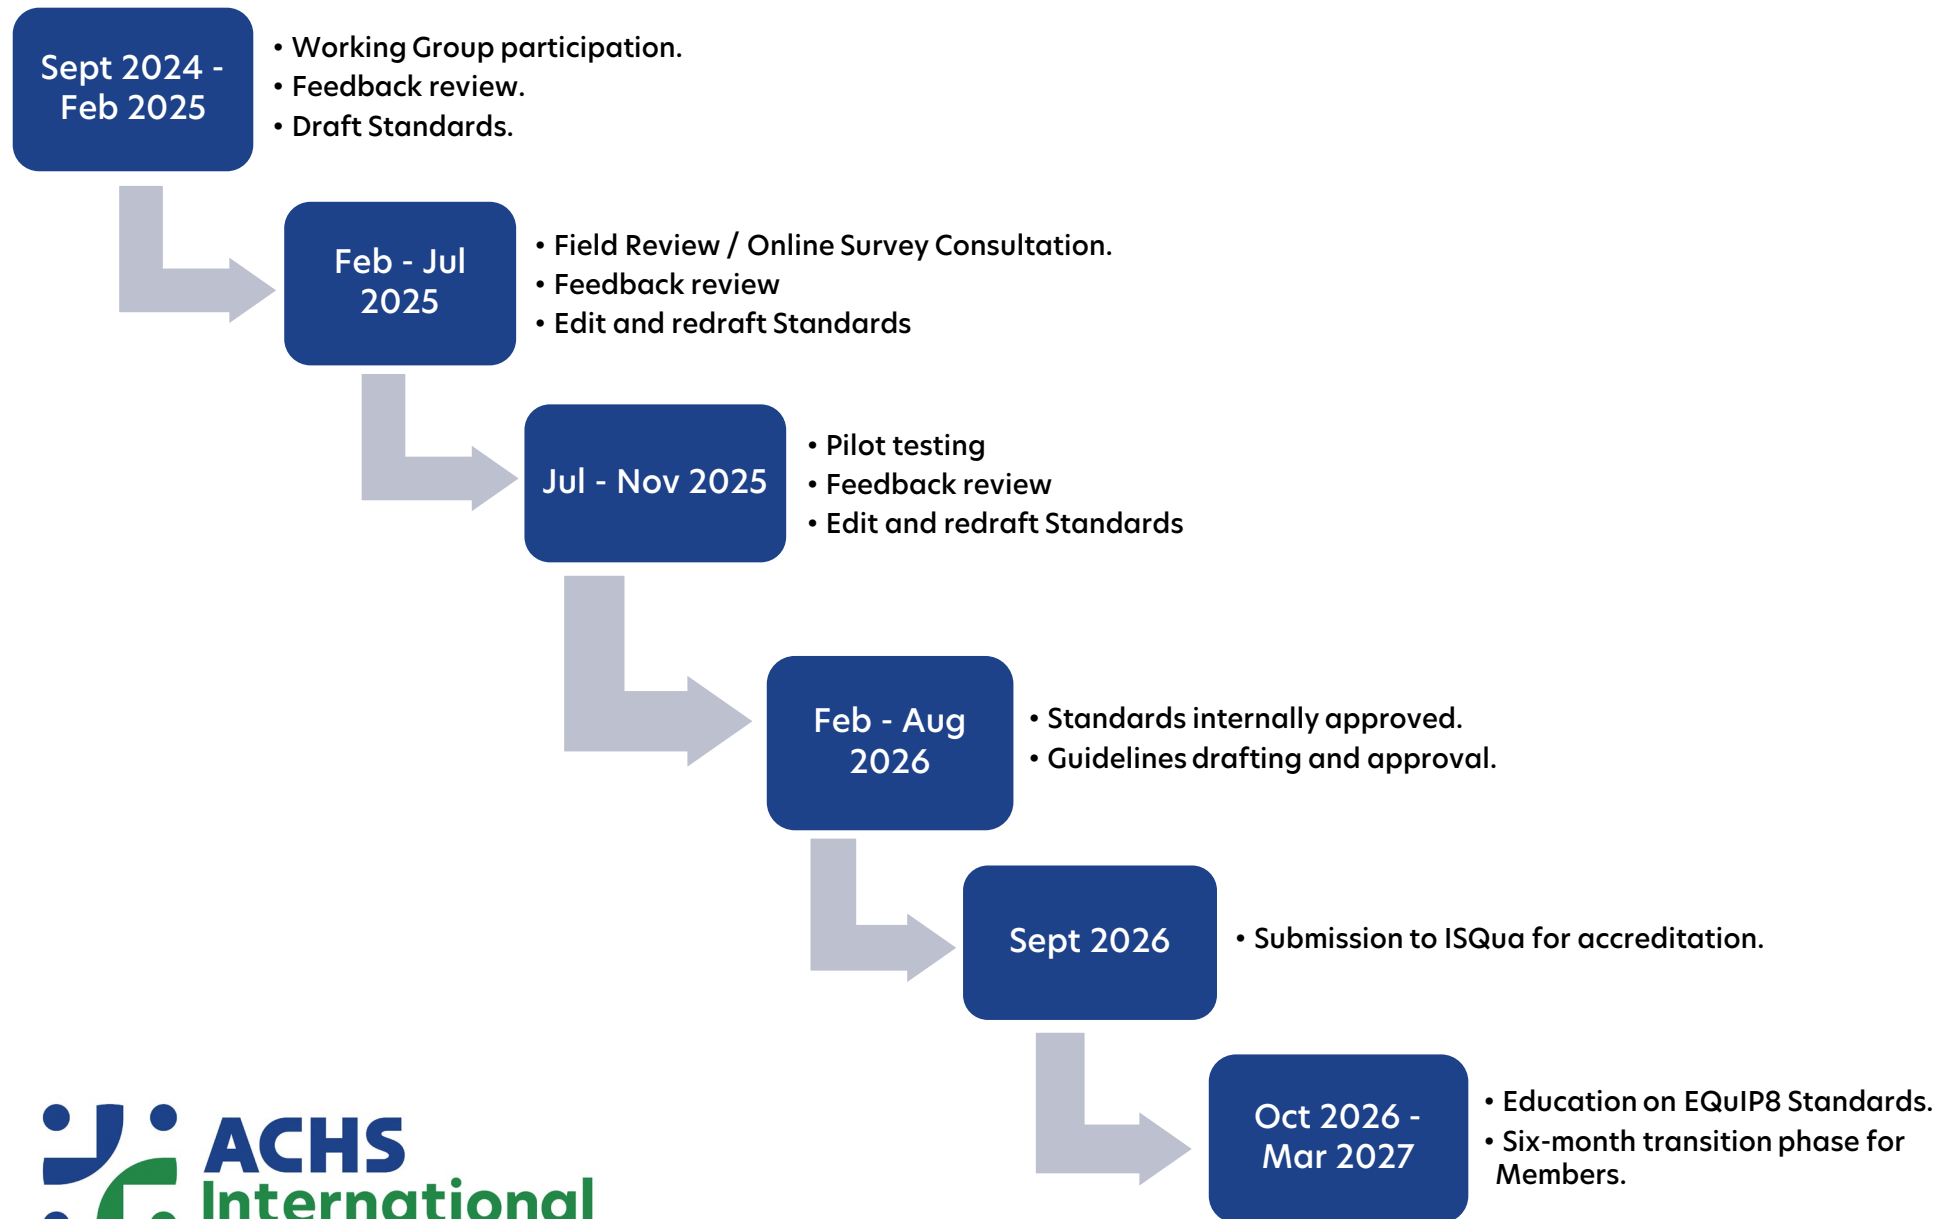 Sept 2024 -
Feb 2025
• Working Group participation.
• Feedback review.
• Draft Standards.
Feb - Jul
2025
• Field Review / Online Survey Consultation.
• Feedback review
• Edit and redraft Standards
Jul - Nov 2025
• Pilot testing
• Feedback review
• Edit and redraft Standards
Feb - Aug
2026
• Standards internally approved.
• Guidelines drafting and approval.
Sept 2026
• Submission to ISQua for accreditation.
Oct 2026 -
Mar 2027
• Education on EQuIP8 Standards.
• Six-month transition phase for
Members.
ACHS
International